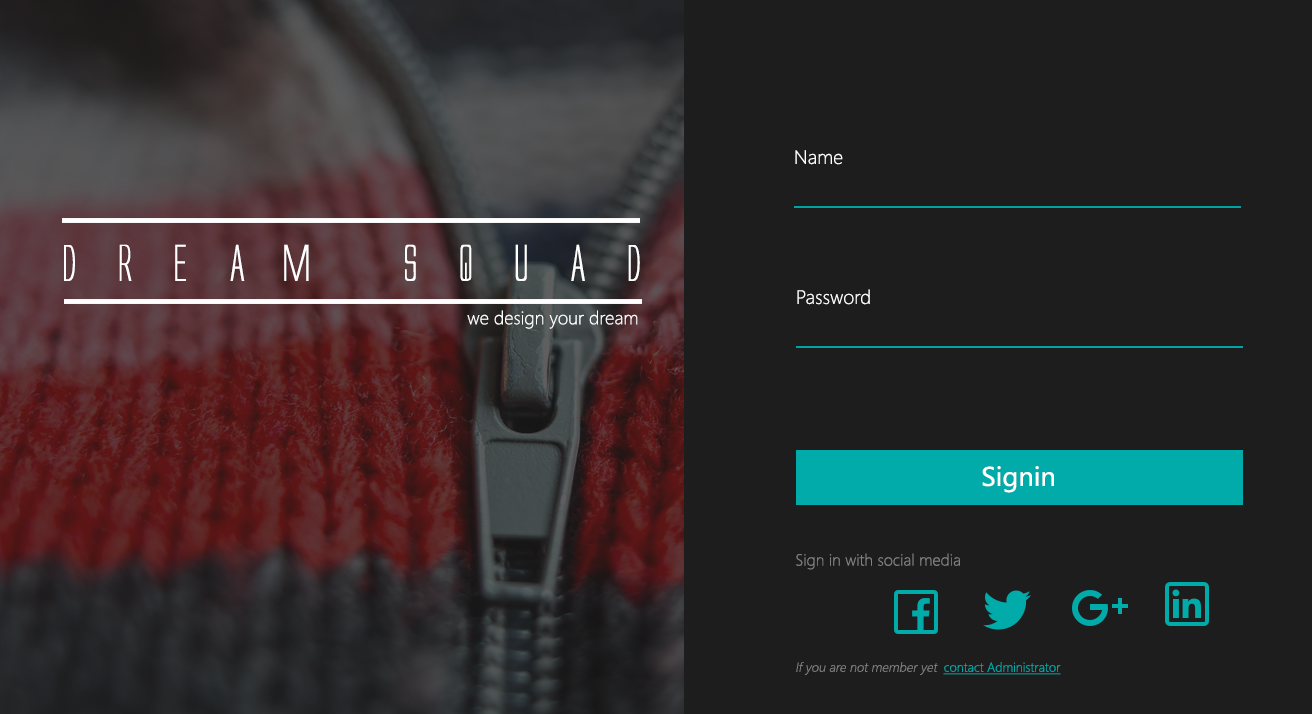 DREAM SQUAD
we design your dream
Name
Password
Signin
Sign in with social media
If you are not member yet contact Administrator